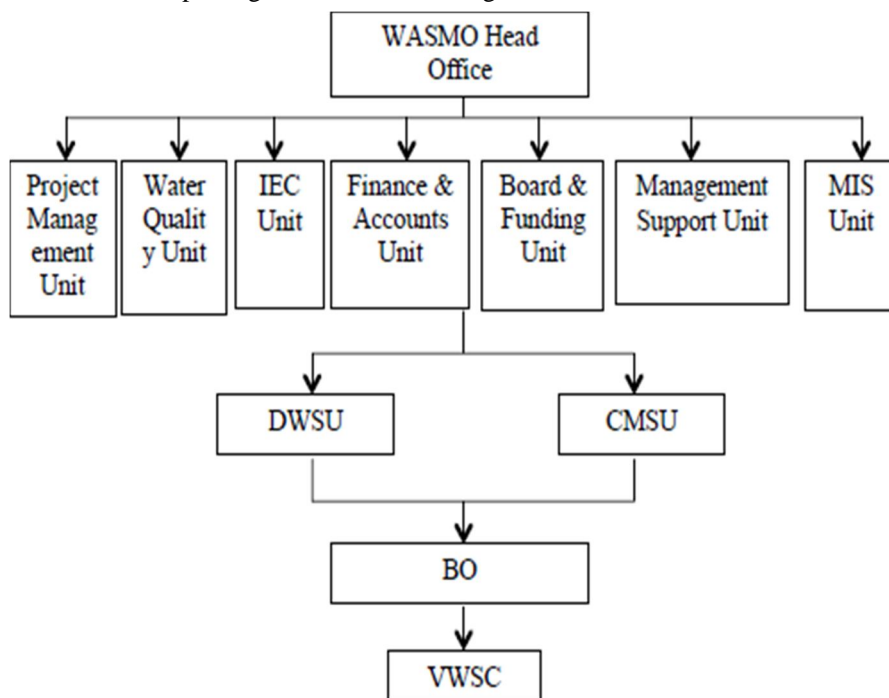 WASMO Head
Office
Project
Manag
ement
Unit
Water
Qualit
y Unit
IEC
Unit
Finance &
Accounts
Unit
Board &
Funding
Unit
Management
Support Unit
MIS
Unit
DWSU
CMSU
BO
VWSC